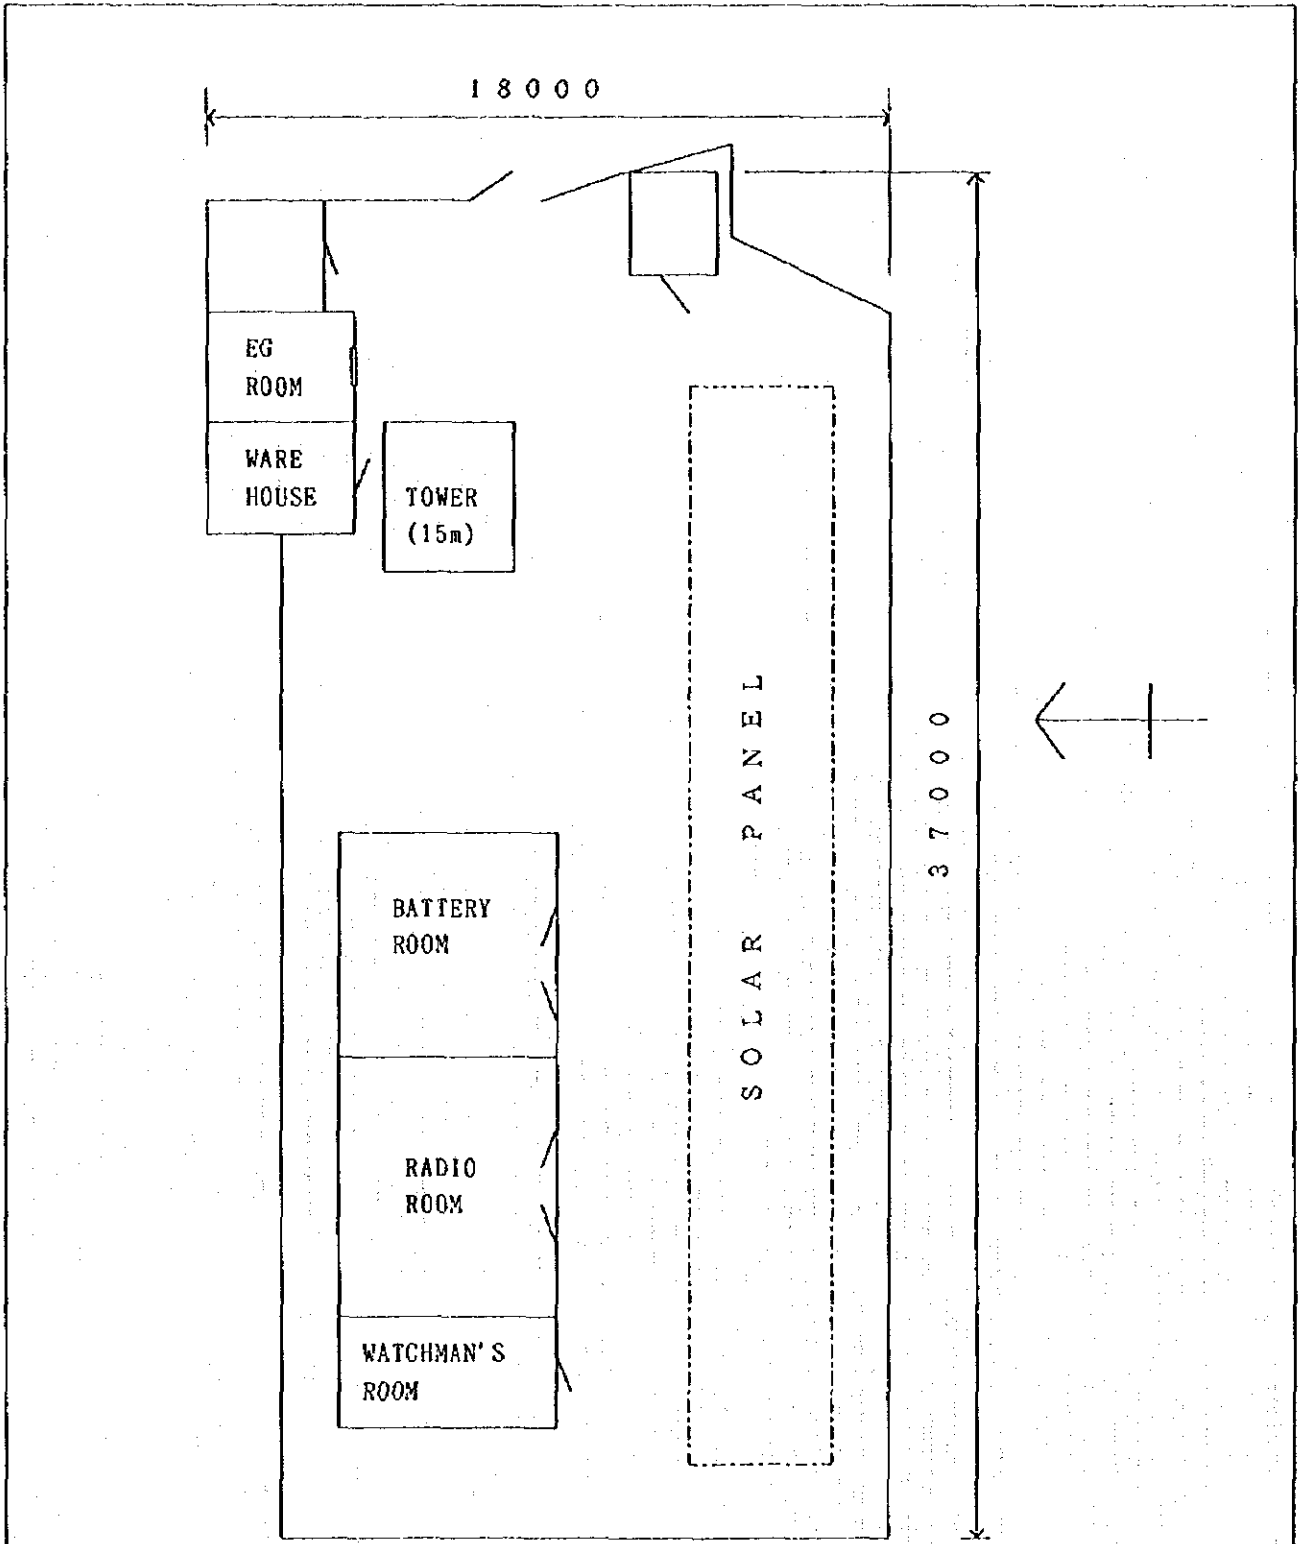 18000
EG
ROOM
WARE
HOUSE
TOWER
(15m)
SOLAR PANEL
37000
BATTERY
ROOM
RADIO
ROOM
WATCHMAN'S
ROOM